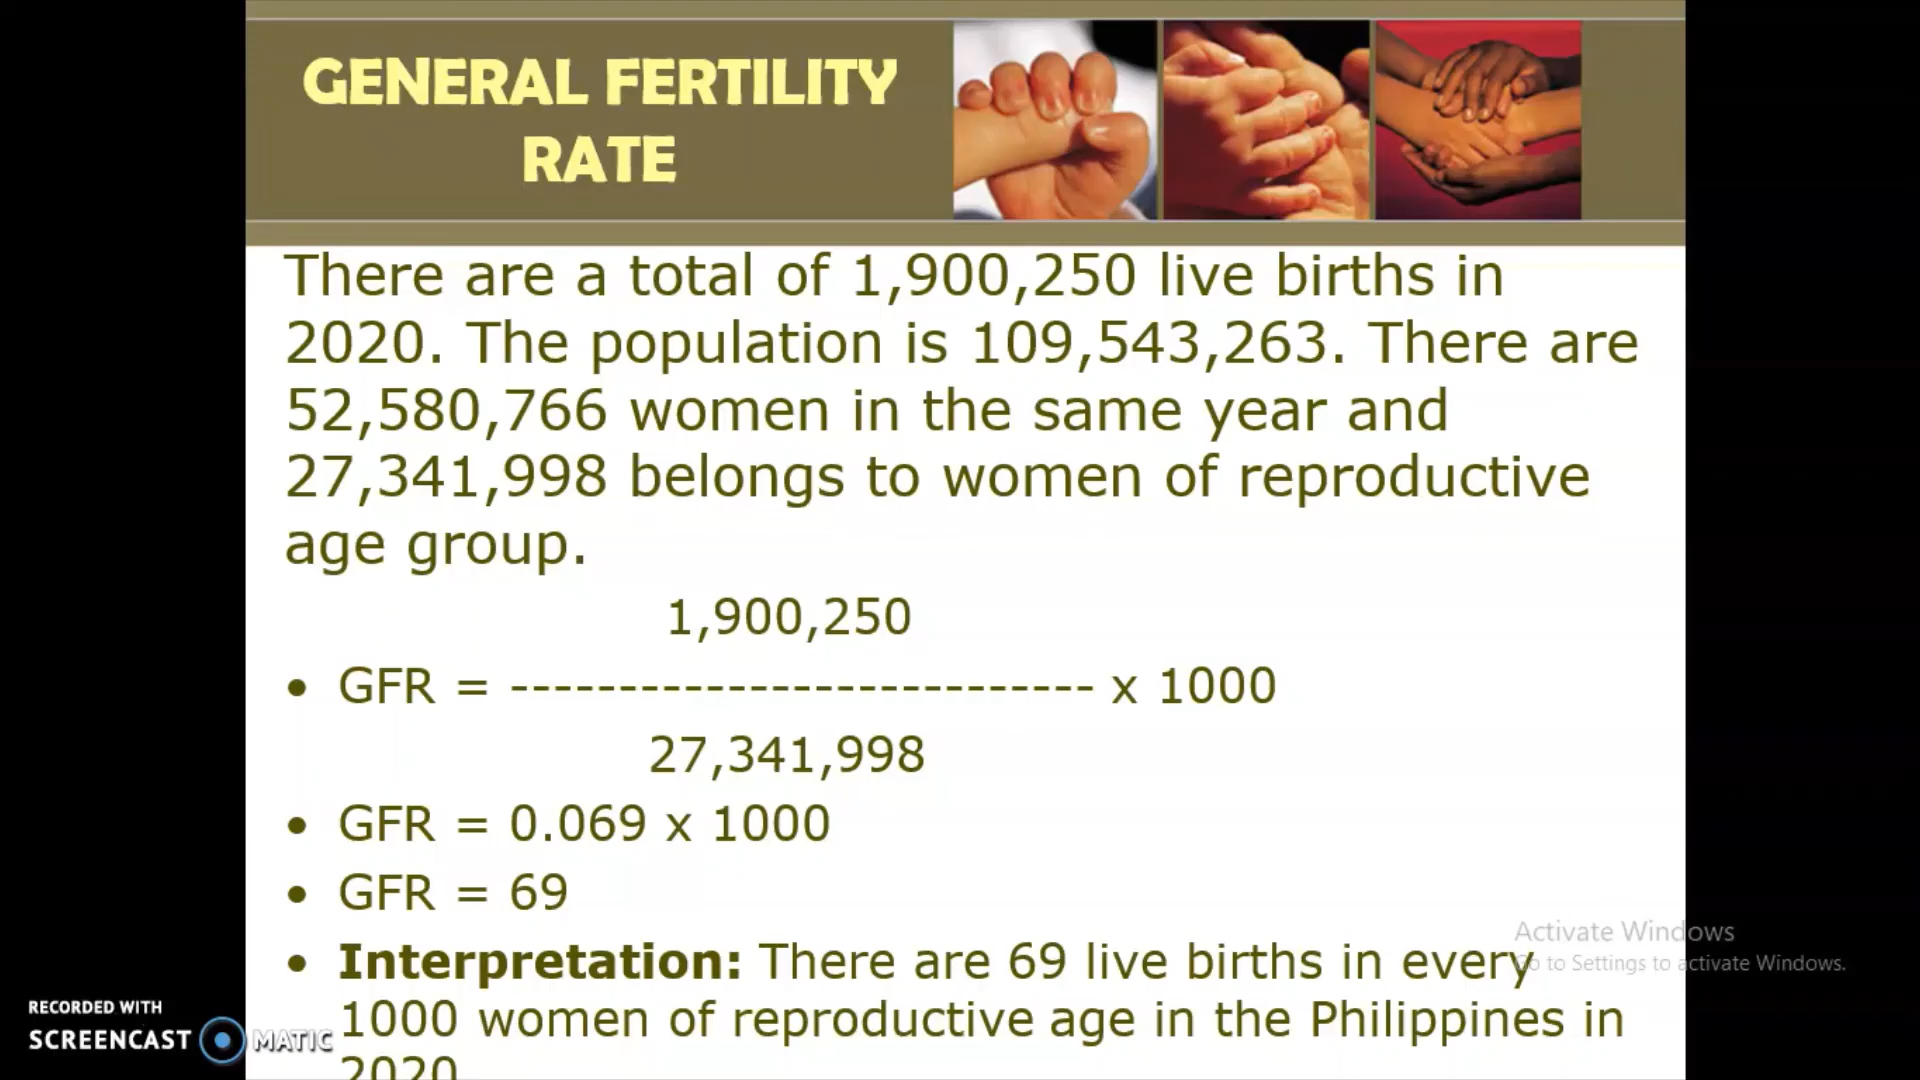 GENERAL FERTILITY
RATE
There are a total of 1,900,250 live births in
2020. The population is 109,543,263. There are
52,580,766 women in the same year and
27,341,998 belongs to women of reproductive
age group.
1,900,250
• GFR = --------------------------- x 1000
27,341,998
• GFR = 0.069 x 1000
• GFR = 69
• Interpretation: There are 69 live births in every
1000 women of reproductive age in the Philippines in
2020
Activate Windows
Go to Settings to activate Windows.
RECORDED WITH
SCREENCAST MATIC